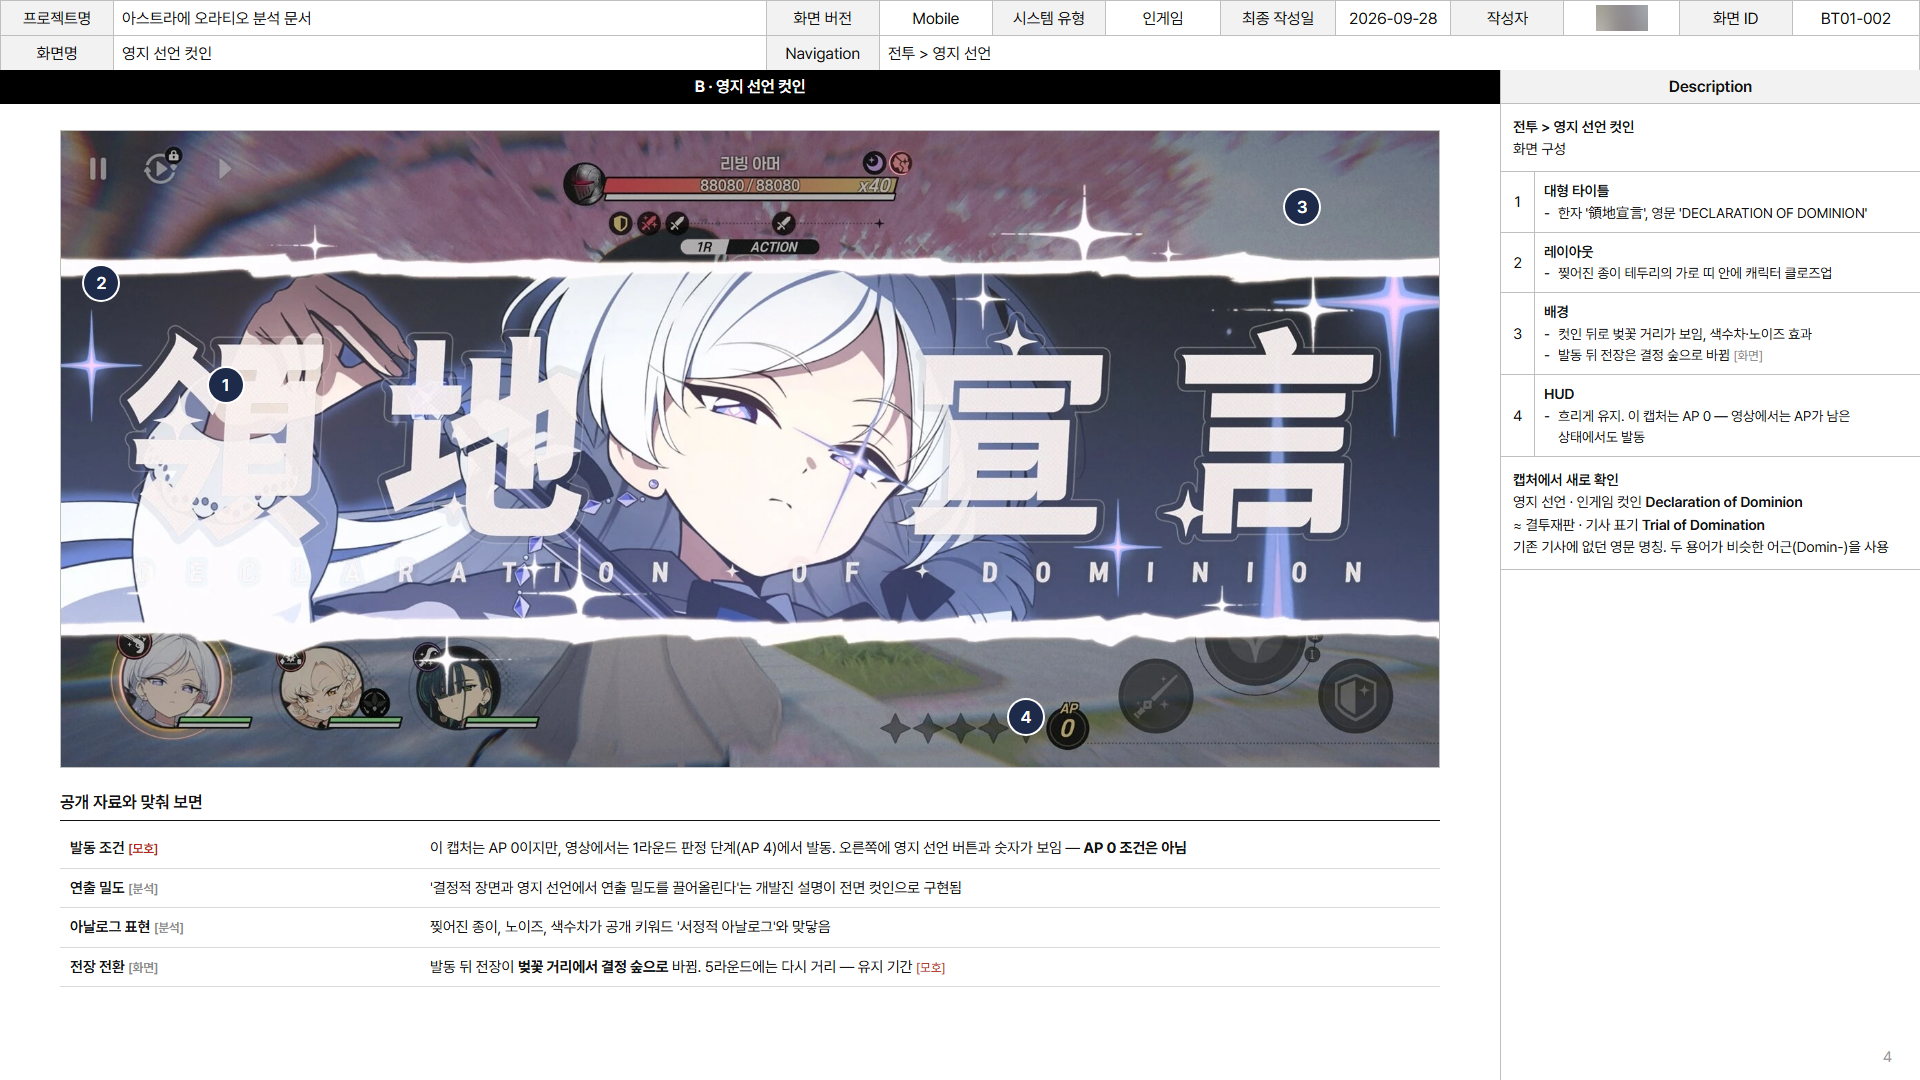 프로젝트명 아스트라에 오라티오 분석 문서 화면 버전 Mobile 시스템 유형 인게임 최종 작성일 2026-09-28 작성자 화면 ID BT01-002
화면명 영지 선언 컷인 Navigation 전투 > 영지 선언
B · 영지 선언 컷인
리빙 아머
88080 / 88080 x40
1R ACTION
領地宣言
DECLARATION OF DOMINION
AP
0
1
2
3
4
공개 자료와 맞춰 보면
발동 조건 [모호] 이 캡처는 AP 0이지만, 영상에서는 1라운드 판정 단계(AP 4)에서 발동. 오른쪽에 영지 선언 버튼과 숫자가 보임 — AP 0 조건은 아님
연출 밀도 [분석] '결정적 장면과 영지 선언에서 연출 밀도를 끌어올린다'는 개발진 설명이 전면 컷인으로 구현됨
아날로그 표현 [분석] 찢어진 종이, 노이즈, 색수차가 공개 키워드 '서정적 아날로그'와 맞닿음
전장 전환 [화면] 발동 뒤 전장이 벚꽃 거리에서 결정 숲으로 바뀜. 5라운드에는 다시 거리 — 유지 기간 [모호]
Description
전투 > 영지 선언 컷인
화면 구성
1 대형 타이틀
- 한자 '領地宣言', 영문 'DECLARATION OF DOMINION'
2 레이아웃
- 찢어진 종이 테두리의 가로 띠 안에 캐릭터 클로즈업
3 배경
- 컷인 뒤로 벚꽃 거리가 보임, 색수차·노이즈 효과
- 발동 뒤 전장은 결정 숲으로 바뀜 [화면]
4 HUD
- 흐리게 유지. 이 캡처는 AP 0 — 영상에서는 AP가 남은
상태에서도 발동
캡처에서 새로 확인
영지 선언 · 인게임 컷인 Declaration of Dominion
≈ 결투재판 · 기사 표기 Trial of Domination
기존 기사에 없던 영문 명칭. 두 용어가 비슷한 어근(Domin-)을 사용
4